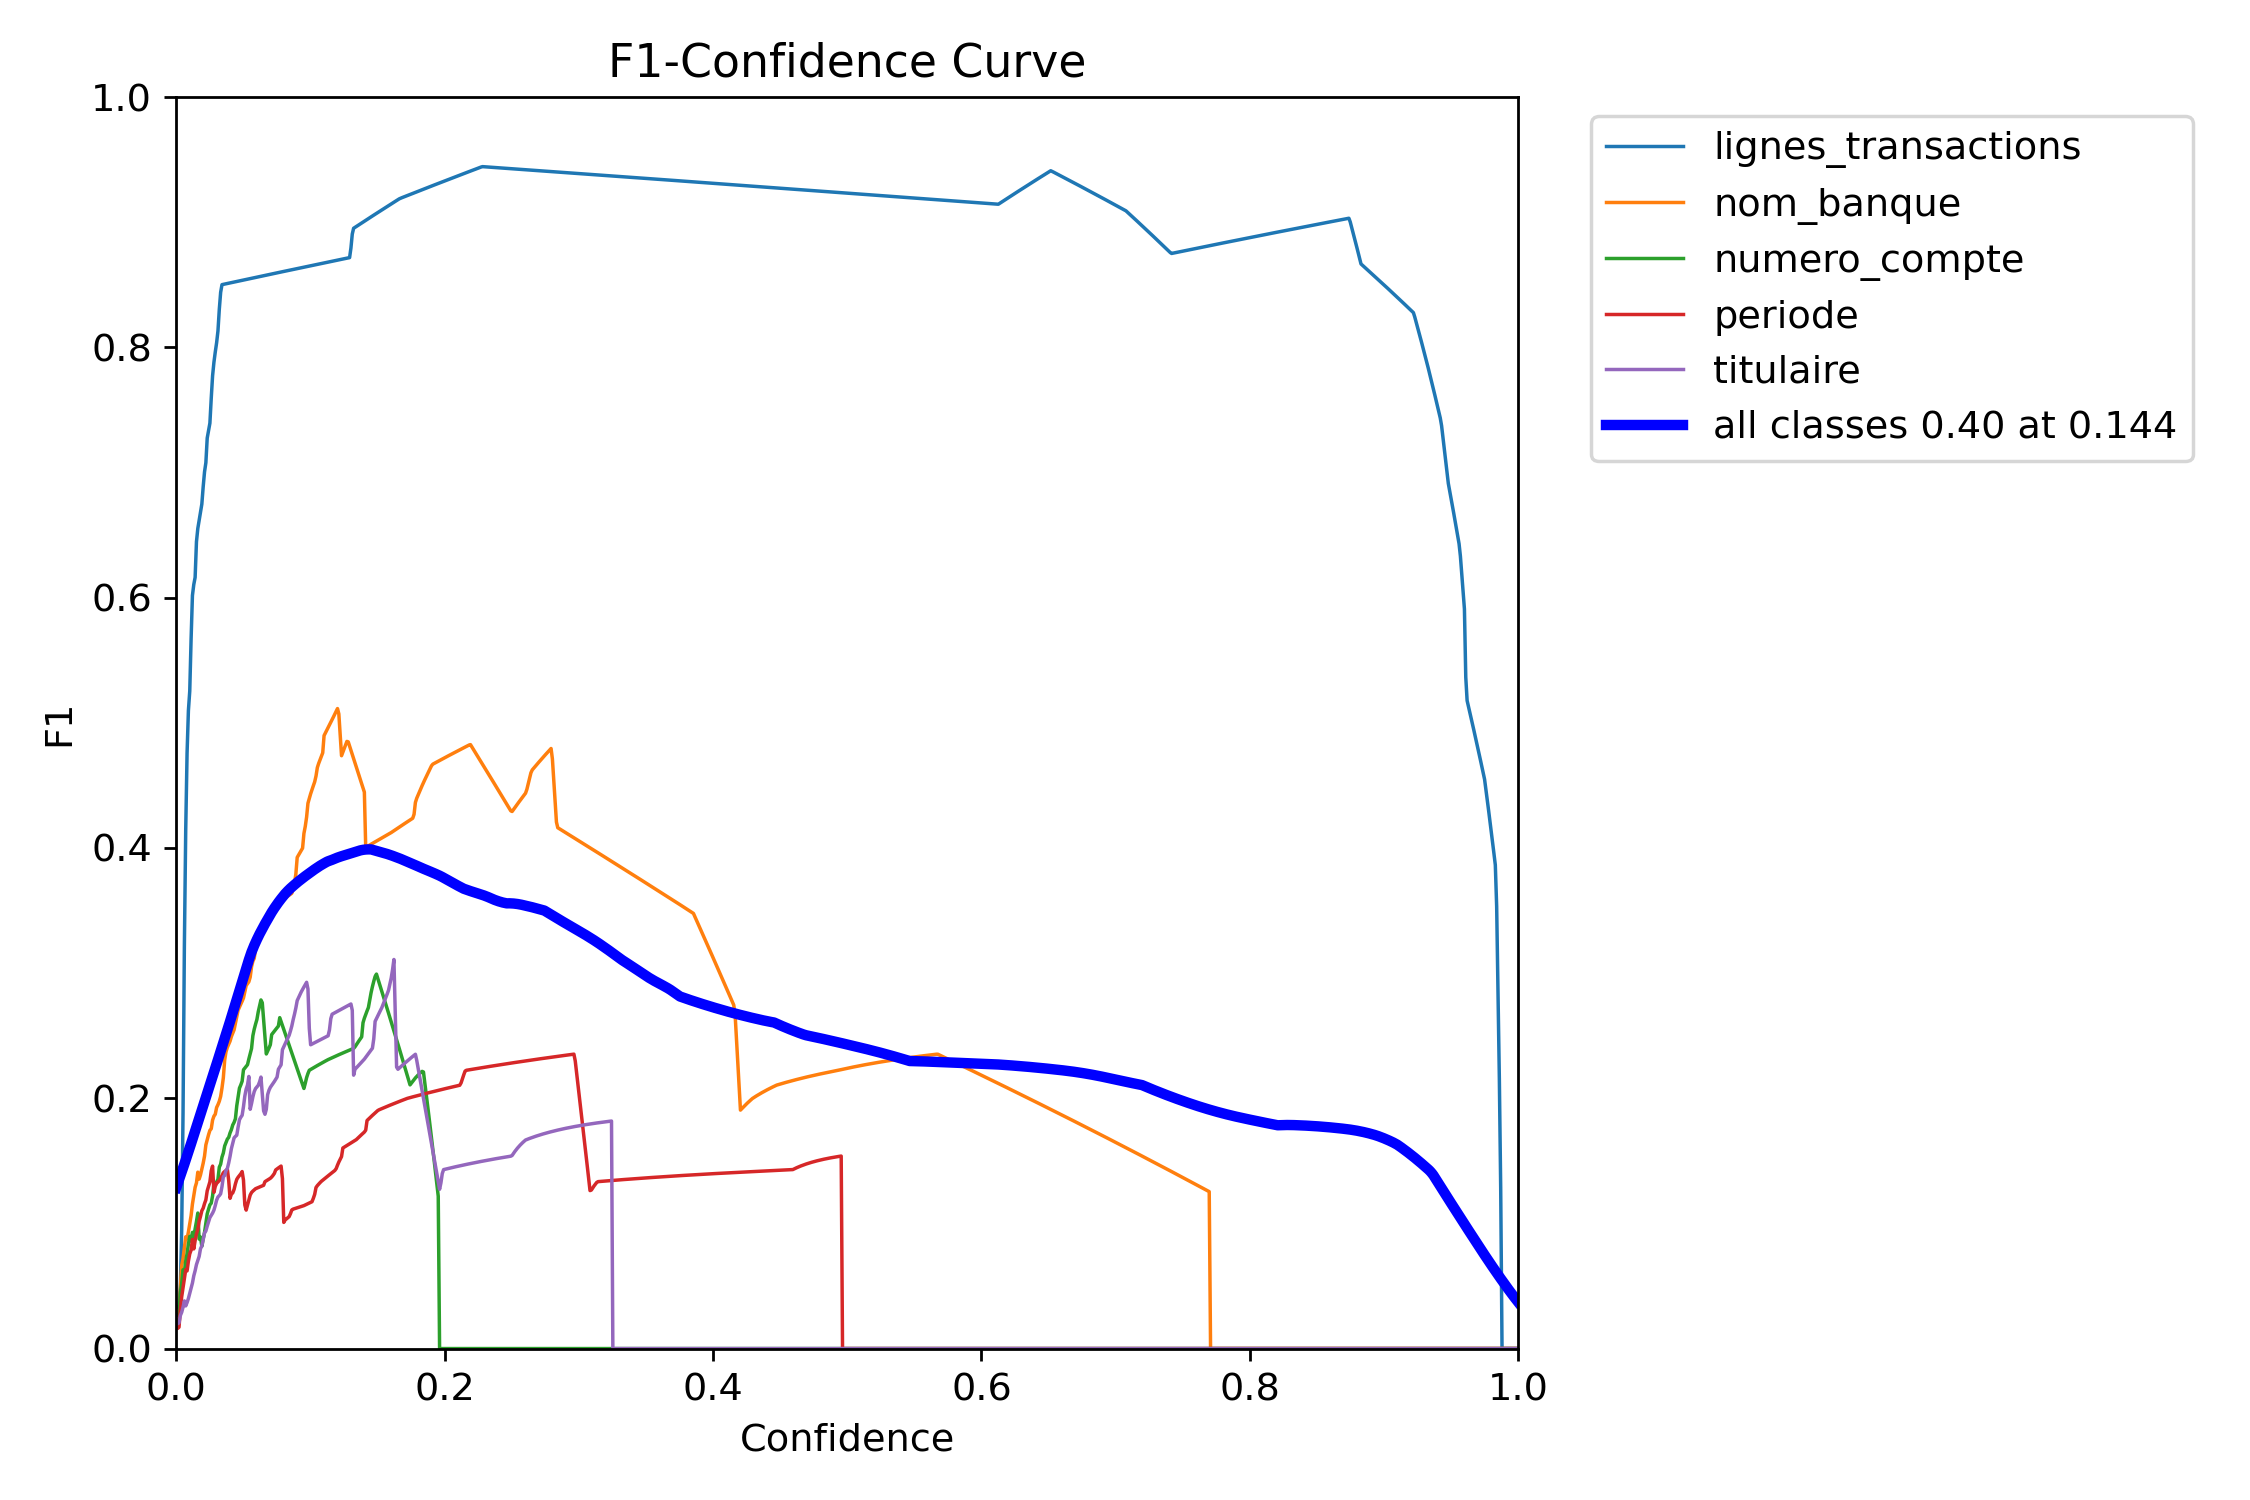 F1-Confidence Curve
1.0
0.8
0.6
0.4
0.2
0.0
F1
0.0 0.2 0.4 0.6 0.8 1.0
Confidence
lignes_transactions
nom_banque
numero_compte
periode
titulaire
all classes 0.40 at 0.144